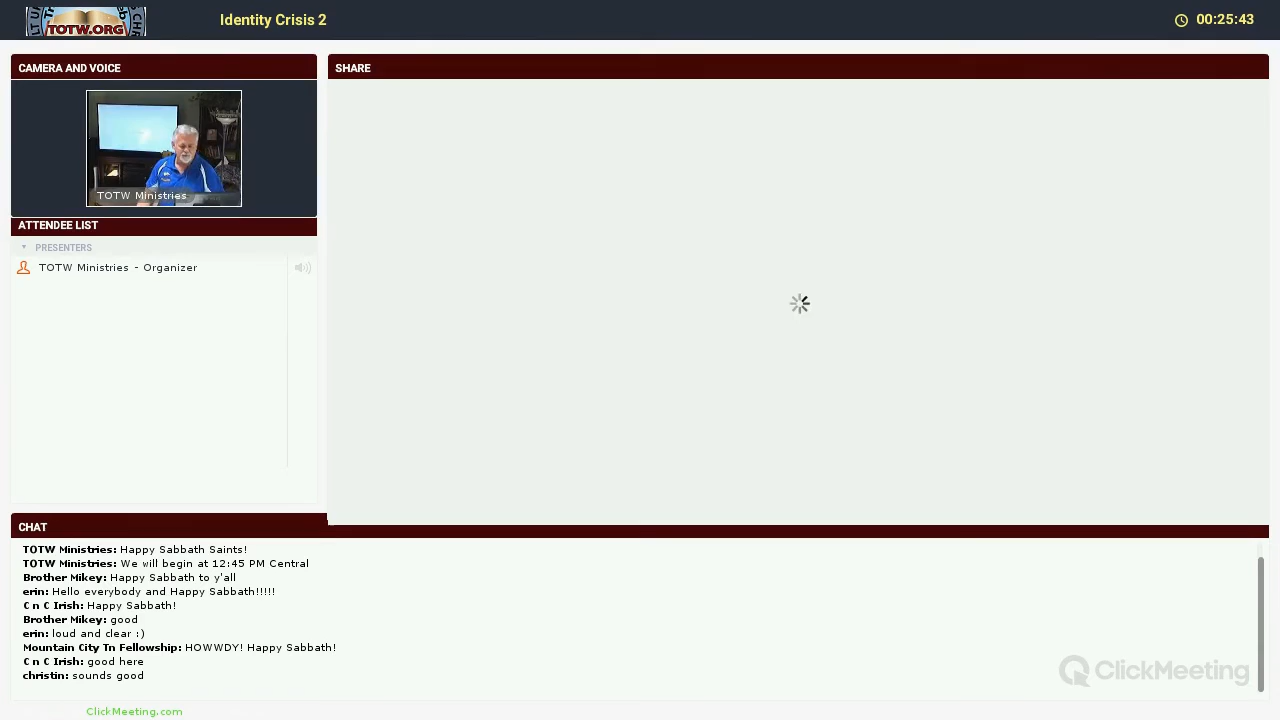 TOTW.ORG
Identity Crisis 2
00:25:43
CAMERA AND VOICE
SHARE
TOTW Ministries
ATTENDEE LIST
PRESENTERS
TOTW Ministries - Organizer
CHAT
TOTW Ministries: Happy Sabbath Saints!
TOTW Ministries: We will begin at 12:45 PM Central
Brother Mikey: Happy Sabbath to y'all
erin: Hello everybody and Happy Sabbath!!!!!
C n C Irish: Happy Sabbath!
Brother Mikey: good
erin: loud and clear :)
Mountain City Tn Fellowship: HOWWDY! Happy Sabbath!
C n C Irish: good here
christin: sounds good
ClickMeeting
ClickMeeting.com